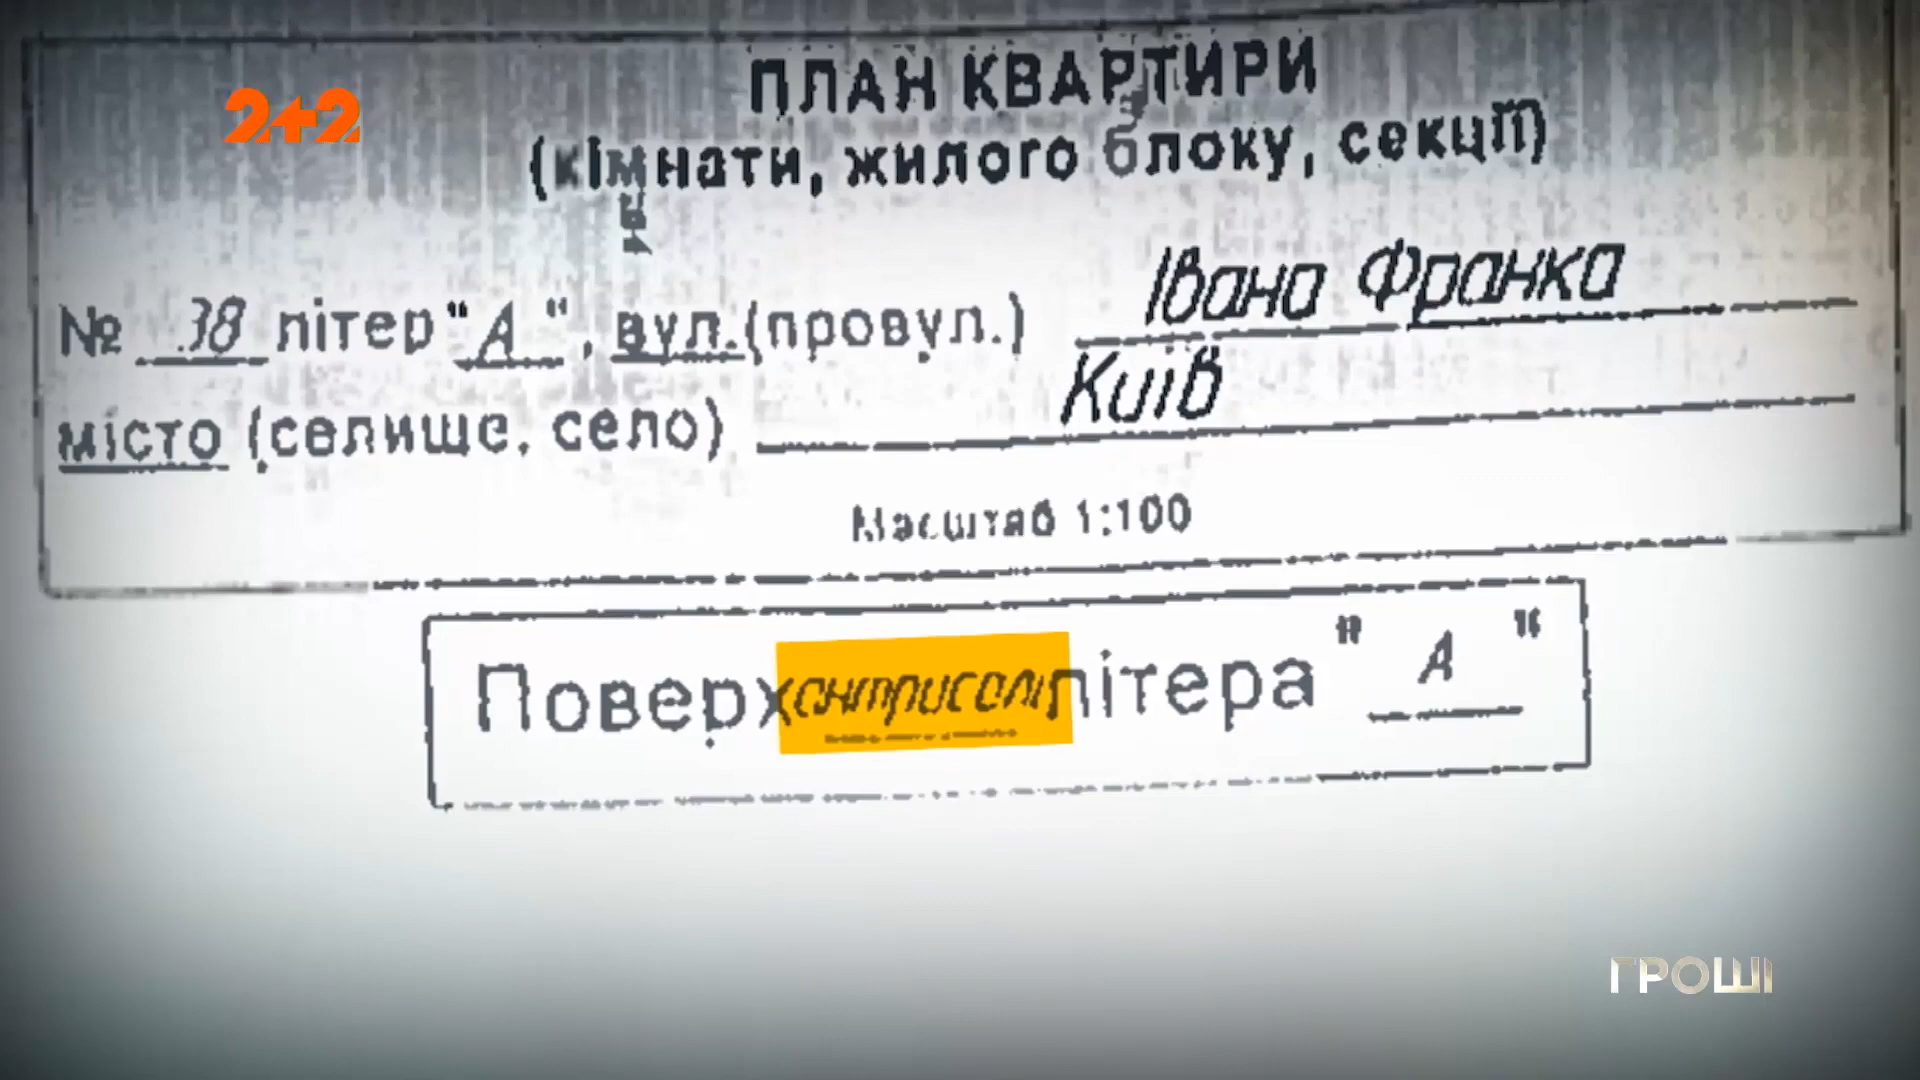 2+2
ПЛАН КВАРТИРИ
(кімнати, жилого блоку, секції)
№ 38 літер "А", вул.(провул.) Івана Франка
місто (селище, село) Київ
Масштаб 1:100
Поверх антресолі літера "А"
ГРОШІ